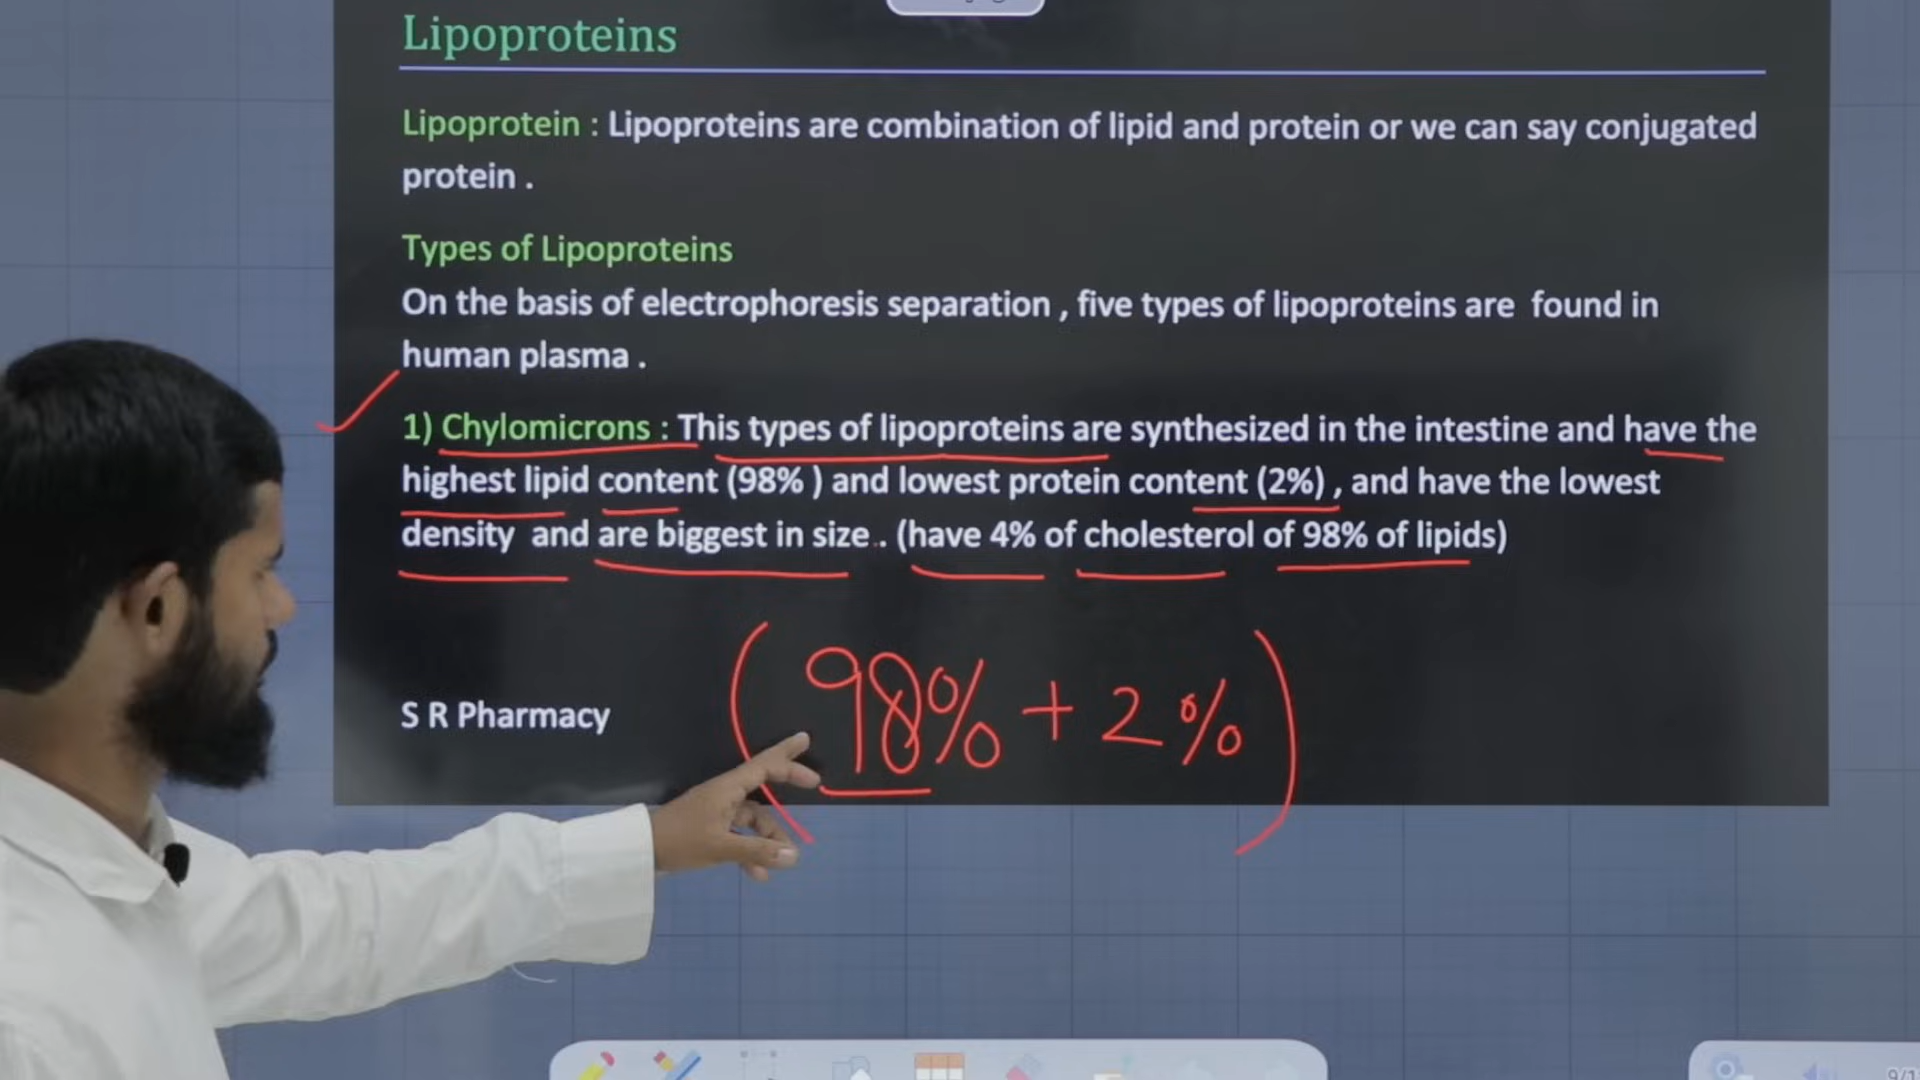 Lipoproteins
Lipoprotein : Lipoproteins are combination of lipid and protein or we can say conjugated
protein .
Types of Lipoproteins
On the basis of electrophoresis separation , five types of lipoproteins are found in
human plasma .
1) Chylomicrons : This types of lipoproteins are synthesized in the intestine and have the
highest lipid content (98% ) and lowest protein content (2%) , and have the lowest
density and are biggest in size . (have 4% of cholesterol of 98% of lipids)
S R Pharmacy
(98% + 2%)